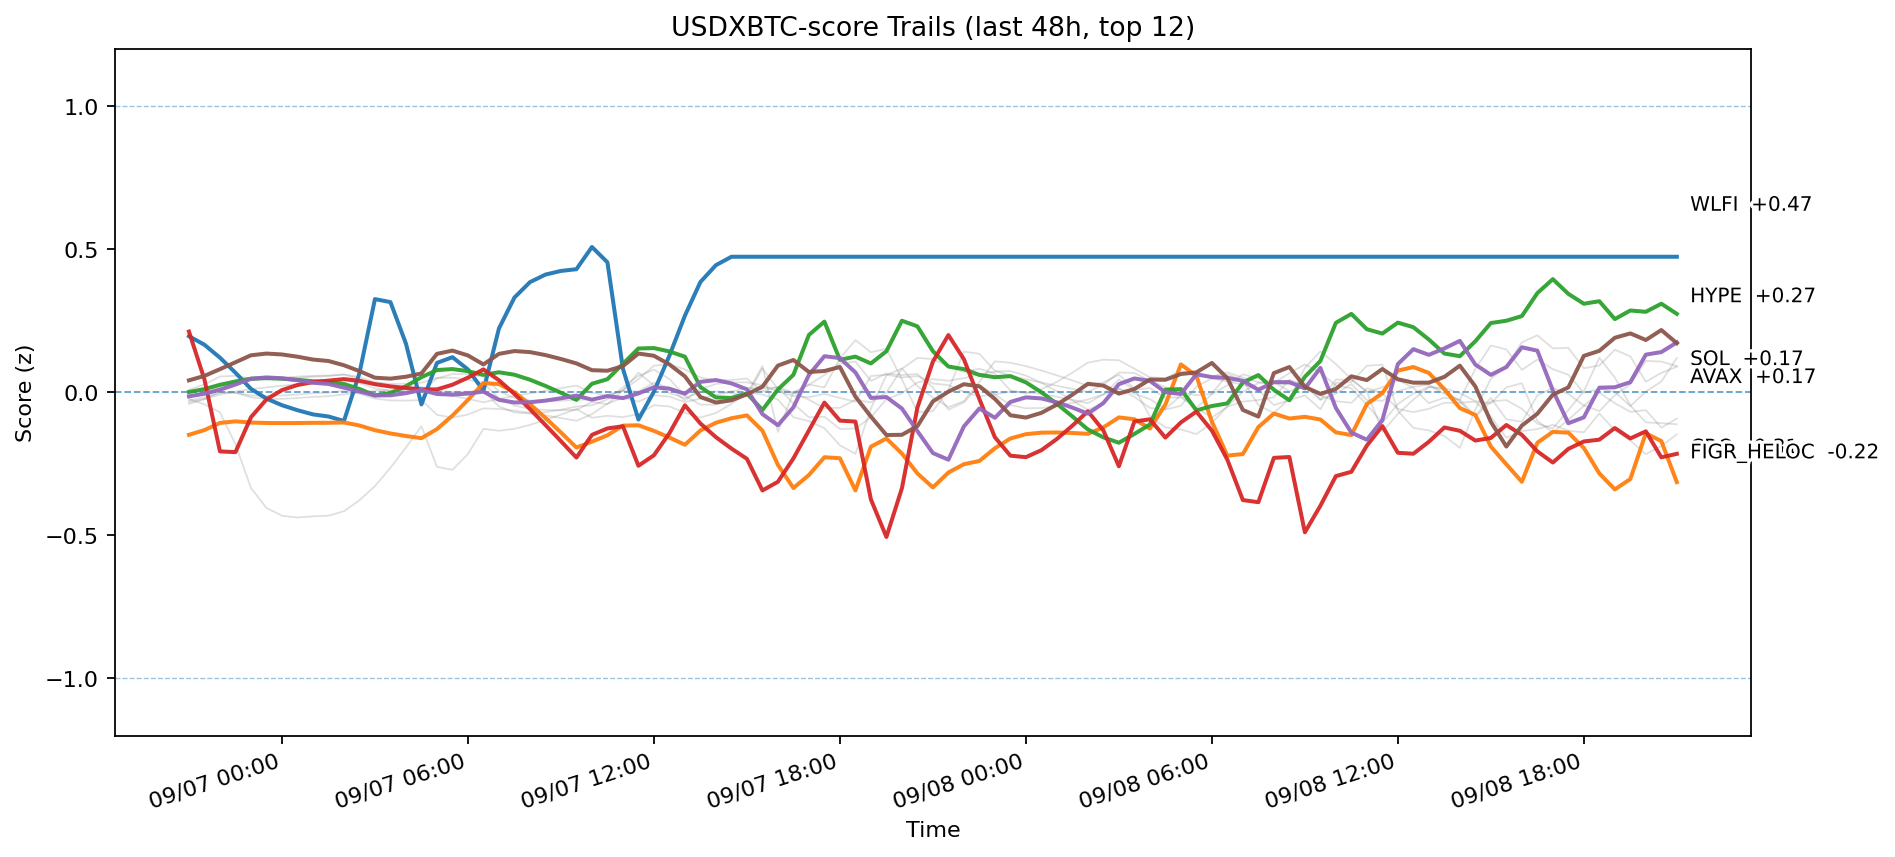 USDXBTC-score Trails (last 48h, top 12)
Score (z)
1.0
0.5
0.0
−0.5
−1.0
WLFI +0.47
HYPE +0.27
SOL +0.17
AVAX +0.17
FIGR_HELOC -0.22
09/07 00:00
09/07 06:00
09/07 12:00
09/07 18:00
09/08 00:00
09/08 06:00
09/08 12:00
09/08 18:00
Time